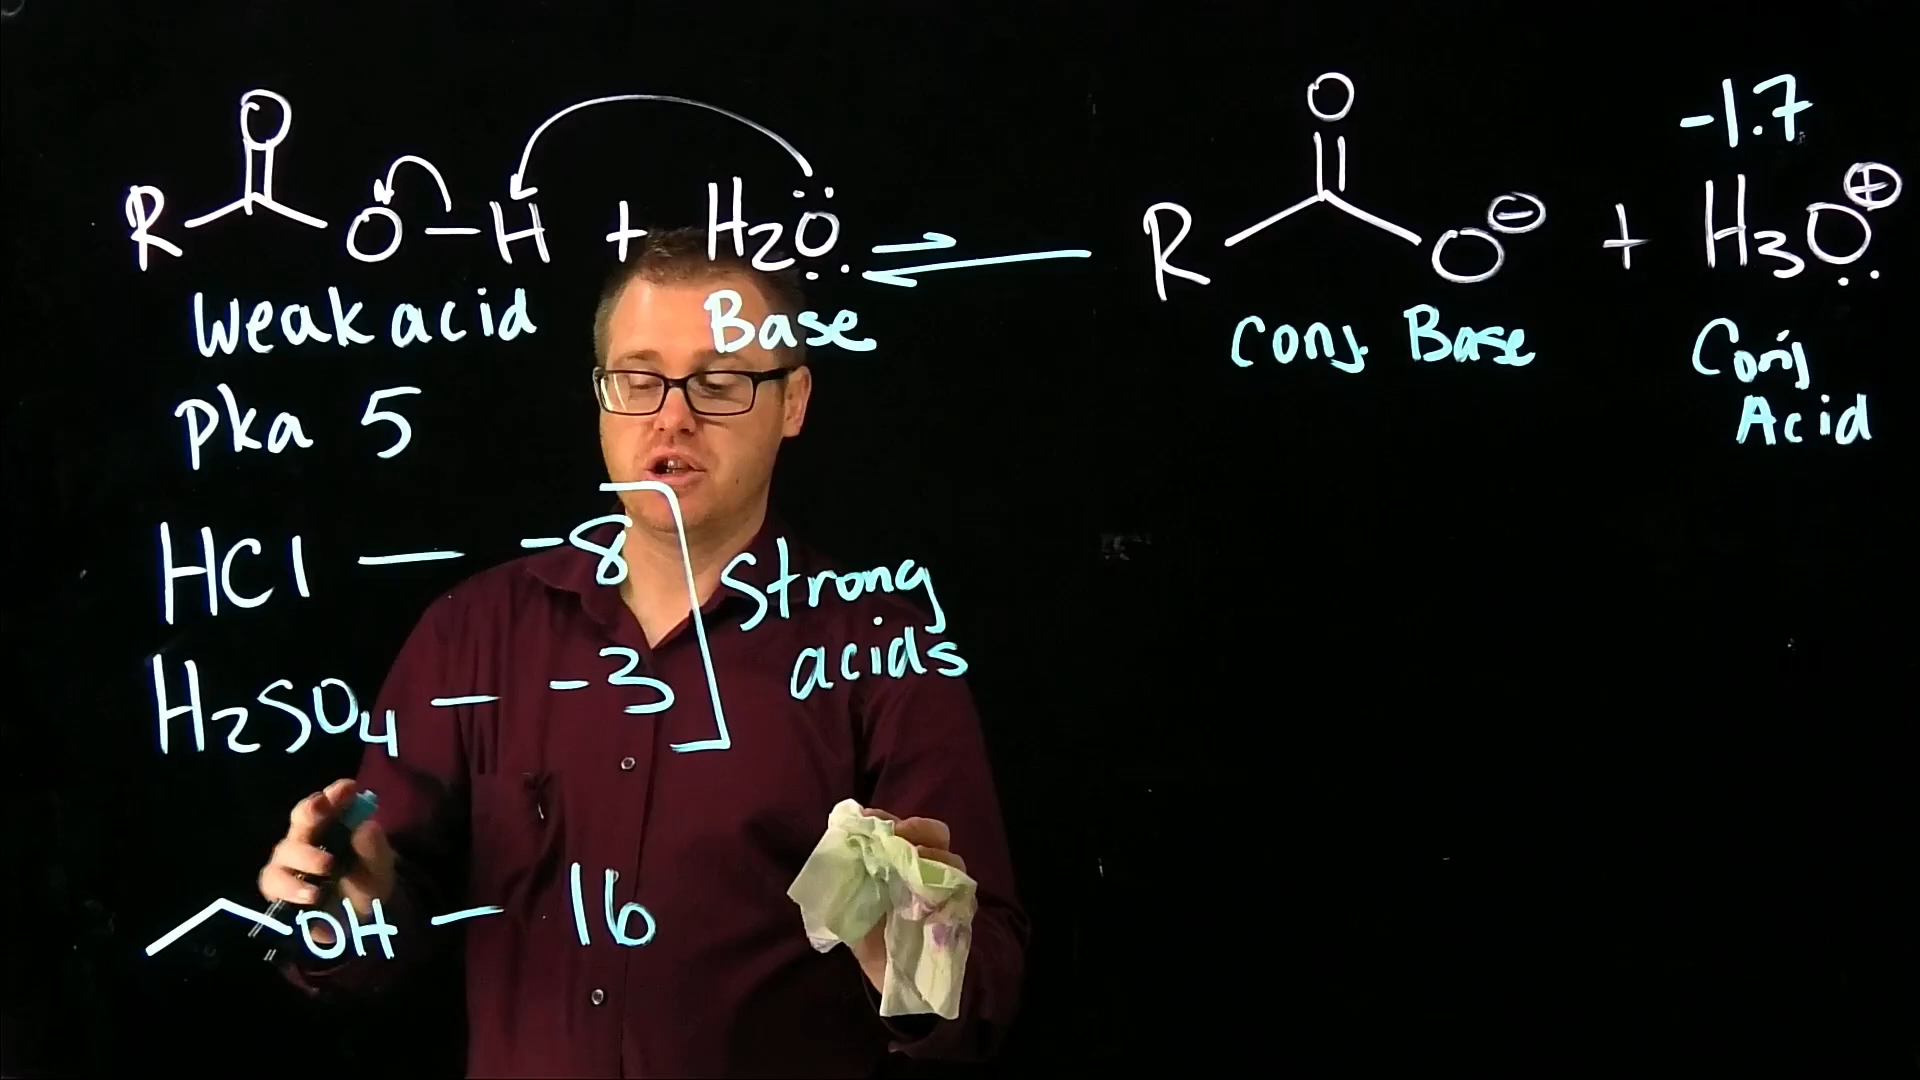 O O -1.7
R O-H + H2O ⇌ R O⊖ + H3O⊕
Weak acid Base Conj. Base Conj Acid
pka 5
HCl — -8
Strong acids
H2SO4 — -3
OH — 16